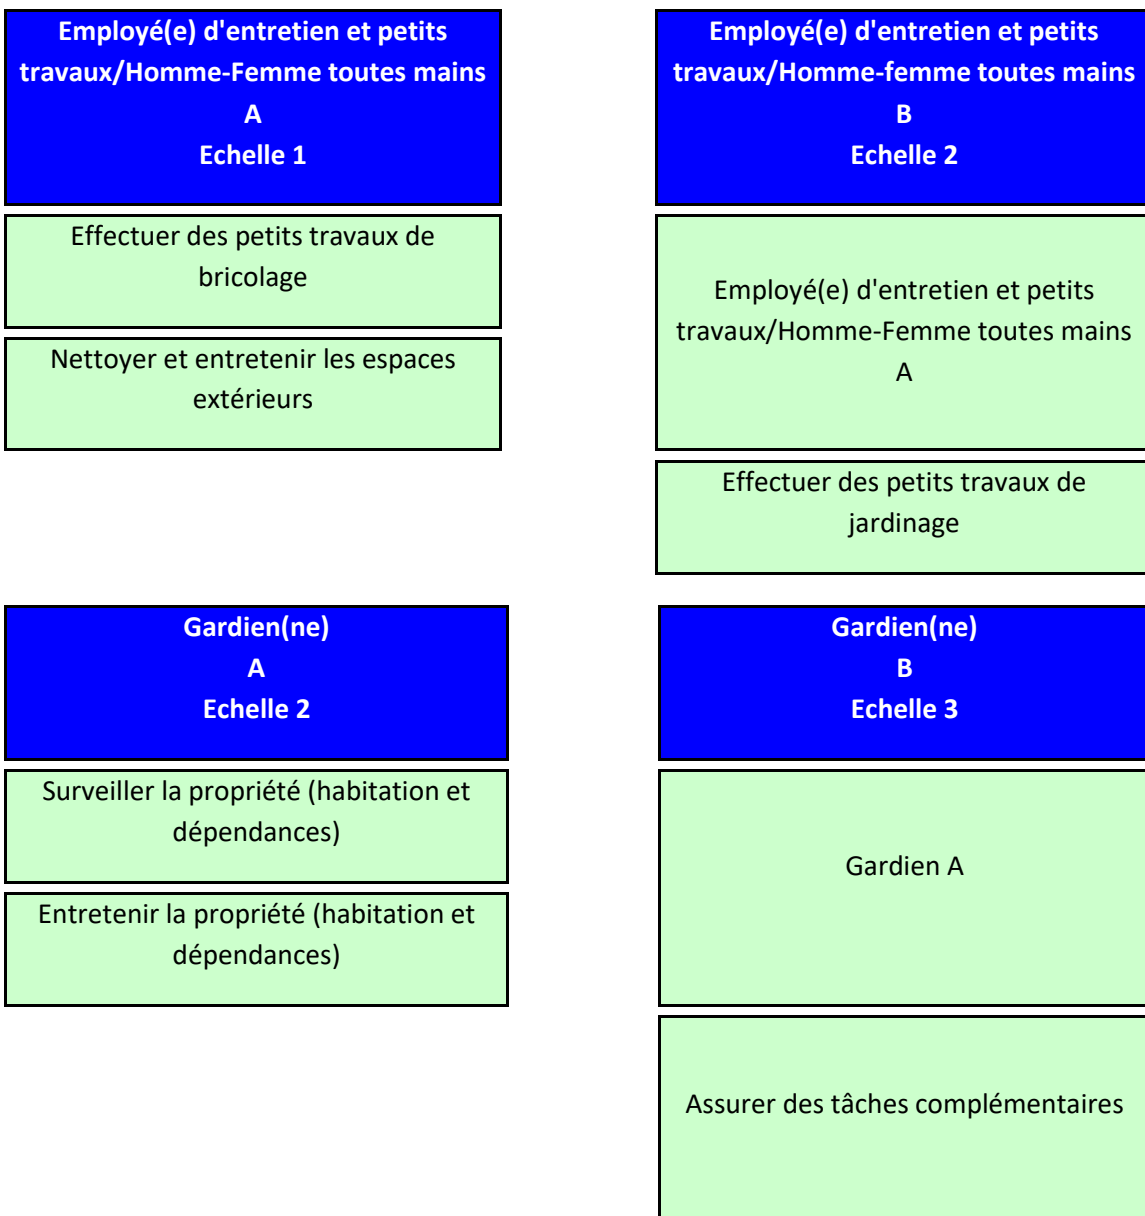 Employé(e) d'entretien et petits
travaux/Homme-Femme toutes mains
A
Echelle 1
Effectuer des petits travaux de
bricolage
Nettoyer et entretenir les espaces
extérieurs
Employé(e) d'entretien et petits
travaux/Homme-femme toutes mains
B
Echelle 2
Employé(e) d'entretien et petits
travaux/Homme-Femme toutes mains
A
Effectuer des petits travaux de
jardinage
Gardien(ne)
A
Echelle 2
Surveiller la propriété (habitation et
dépendances)
Entretenir la propriété (habitation et
dépendances)
Gardien(ne)
B
Echelle 3
Gardien A
Assurer des tâches complémentaires